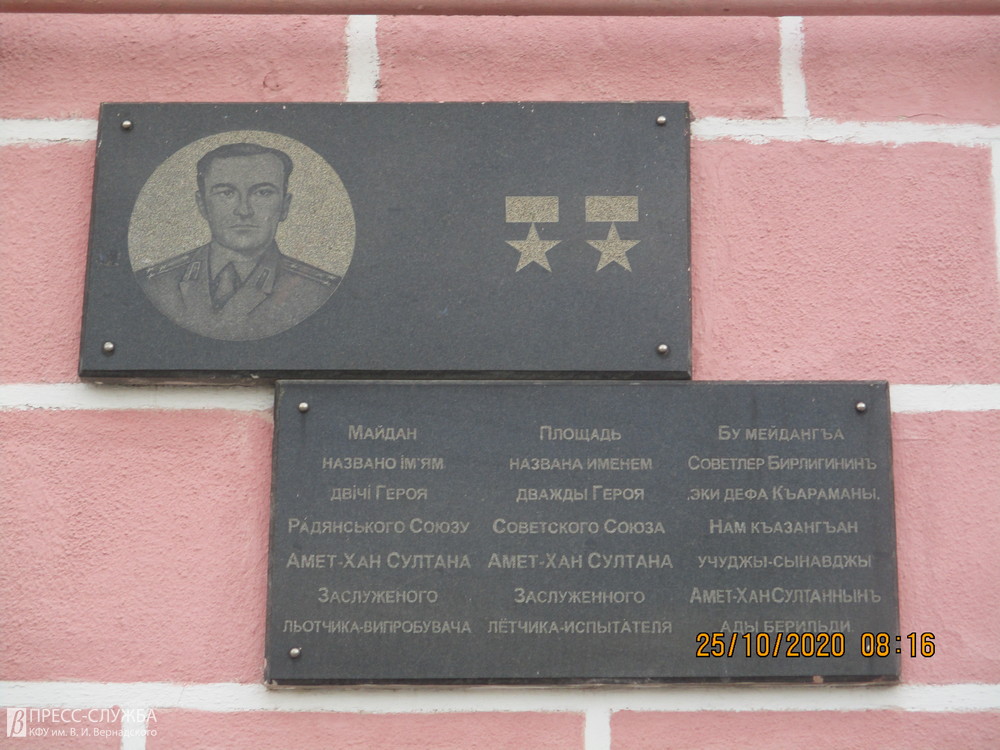 Майдан
названо ім'ям
двічі Героя
Радянського Союзу
Амет-Хан Султана
Заслуженого
льотчика-випробувача
Площадь
названа именем
дважды Героя
Советского Союза
Амет-Хан Султана
Заслуженного
лётчика-испытателя
Бу мейдангъа
Советлер Бирлигининъ
эки дефа Къараманы,
Нам къазангъан
учуджы-сынавджы
Амет-Хан Султаннынъ
ады берильди.
25/10/2020 08:16
ПРЕСС-СЛУЖБА
КФУ им. В. И. Вернадского